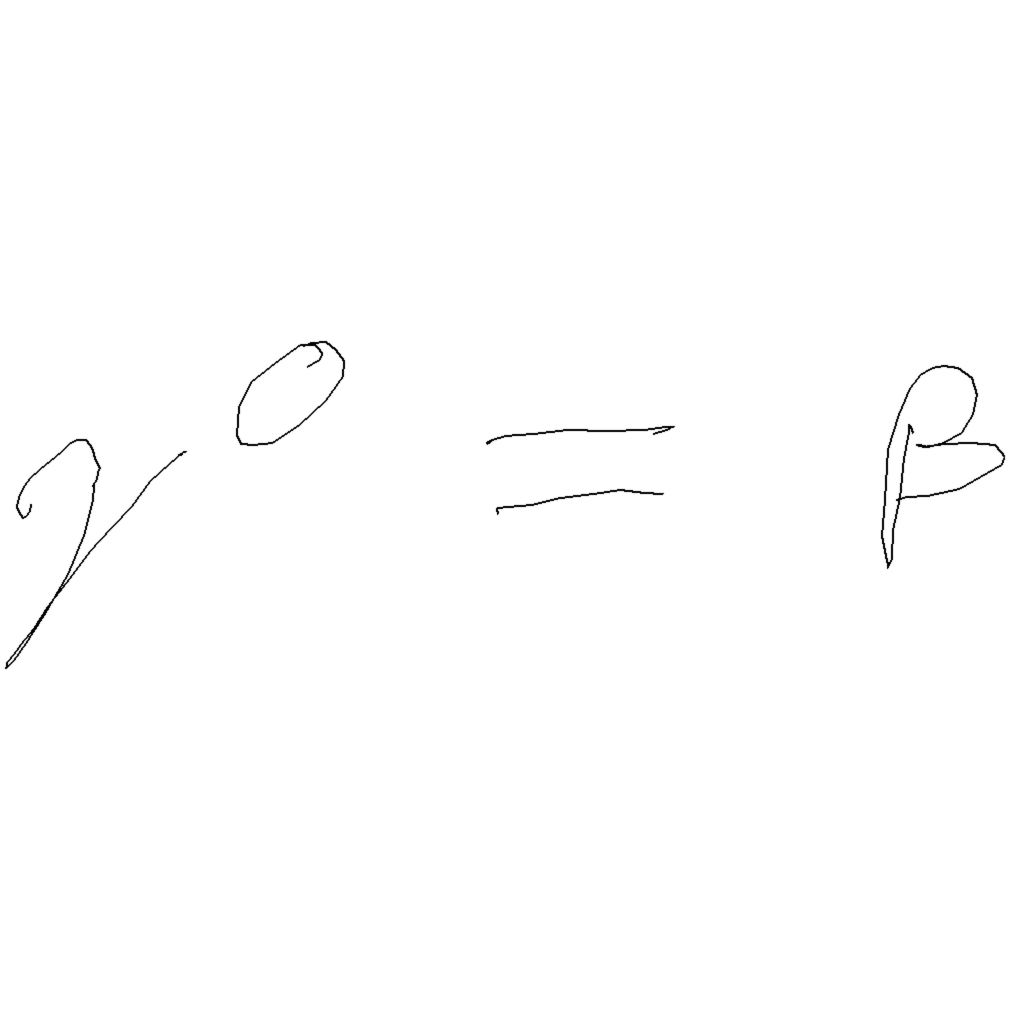 γ⁰ = β